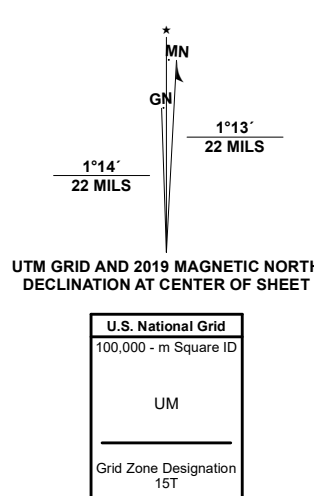 ★
MN
GN
1°13´
22 MILS
1°14´
22 MILS
UTM GRID AND 2019 MAGNETIC NORTH
DECLINATION AT CENTER OF SHEET
U.S. National Grid
100,000 - m Square ID
UM
Grid Zone Designation
15T